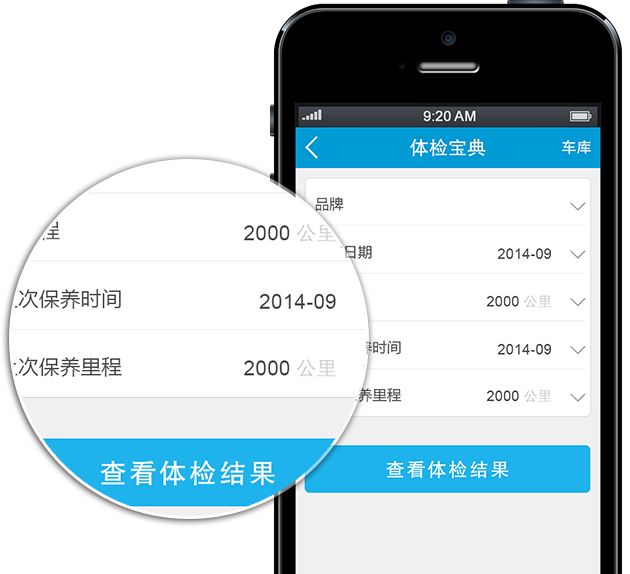 9:20 AM
体检宝典
车库
品牌
日期 2014-09
2000 公里
养时间 2014-09
养里程 2000 公里
查看体检结果
程 2000 公里
次保养时间 2014-09
次保养里程 2000 公里
查看体检结果